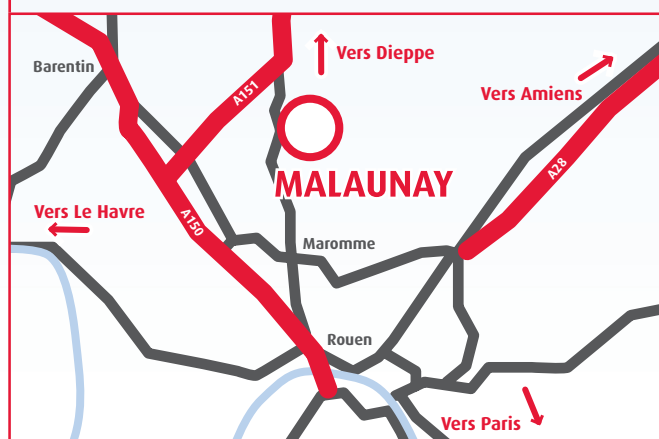 Vers Dieppe
Barentin
Vers Amiens
A151
A28
MALAUNAY
Vers Le Havre
A150
Maromme
Rouen
Vers Paris